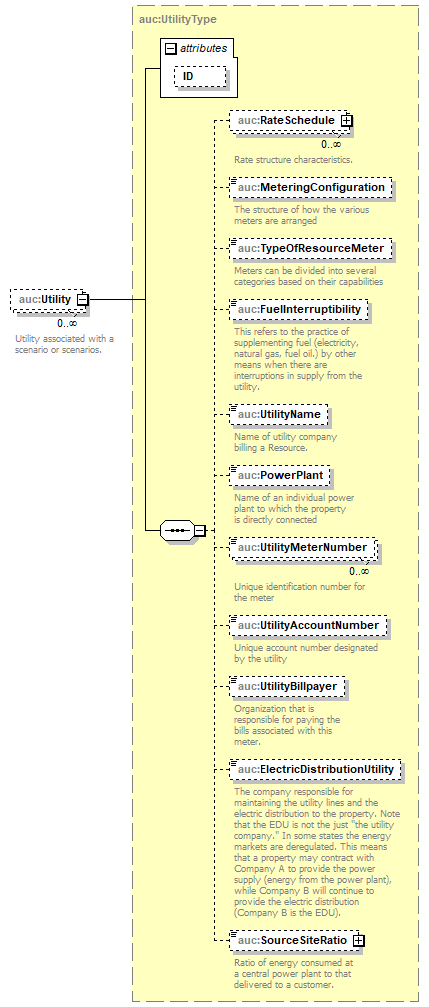 auc:UtilityType
attributes
ID
auc:RateSchedule
0..∞
Rate structure characteristics.
auc:MeteringConfiguration
The structure of how the various
meters are arranged
auc:TypeOfResourceMeter
Meters can be divided into several
categories based on their capabilities
auc:Utility
0..∞
Utility associated with a
scenario or scenarios.
auc:FuelInterruptibility
This refers to the practice of
supplementing fuel (electricity,
natural gas, fuel oil.) by other
means when there are
interruptions in supply from the
utility.
auc:UtilityName
Name of utility company
billing a Resource.
auc:PowerPlant
Name of an individual power
plant to which the property
is directly connected
auc:UtilityMeterNumber
0..∞
Unique identification number for
the meter
auc:UtilityAccountNumber
Unique account number designated
by the utility
auc:UtilityBillpayer
Organization that is
responsible for paying the
bills associated with this
meter.
auc:ElectricDistributionUtility
The company responsible for
maintaining the utility lines and the
electric distribution to the property. Note
that the EDU is not the just "the utility
company." In some states the energy
markets are deregulated. This means
that a property may contract with
Company A to provide the power
supply (energy from the power plant),
while Company B will continue to
provide the electric distribution
(Company B is the EDU).
auc:SourceSiteRatio
Ratio of energy consumed at
a central power plant to that
delivered to a customer.